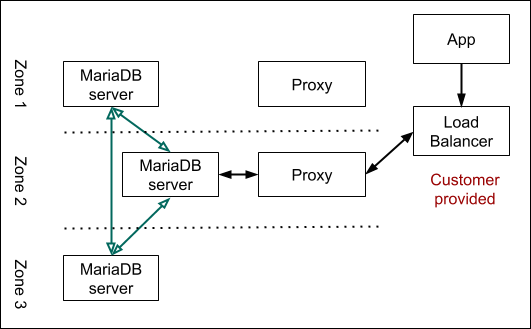 App
Zone 1
MariaDB
server
Proxy
Load
Balancer
Zone 2
MariaDB
server
Proxy
Customer
provided
Zone 3
MariaDB
server